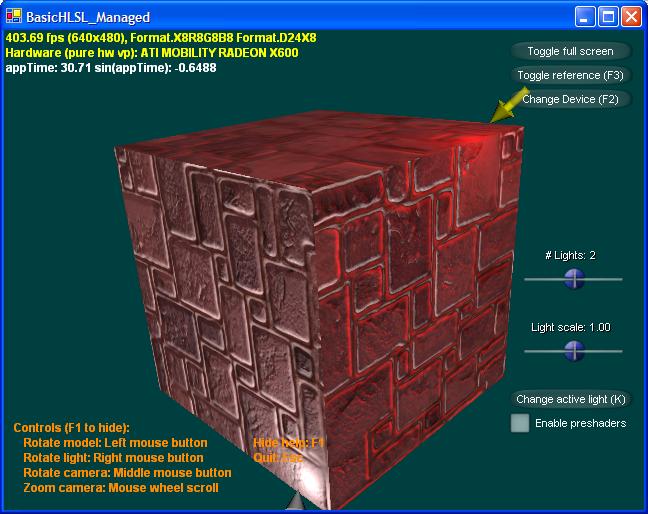 BasicHLSL_Managed
403.69 fps (640x480), Format.X8R8G8B8 Format.D24X8
Hardware (pure hw vp): ATI MOBILITY RADEON X600
appTime: 30.71 sin(appTime): -0.6488
Toggle full screen
Toggle reference (F3)
Change Device (F2)
# Lights: 2
Light scale: 1.00
Change active light (K)
Enable preshaders
Controls (F1 to hide):
Rotate model: Left mouse button
Rotate light: Right mouse button
Rotate camera: Middle mouse button
Zoom camera: Mouse wheel scroll
Hide help: F1
Quit: Esc